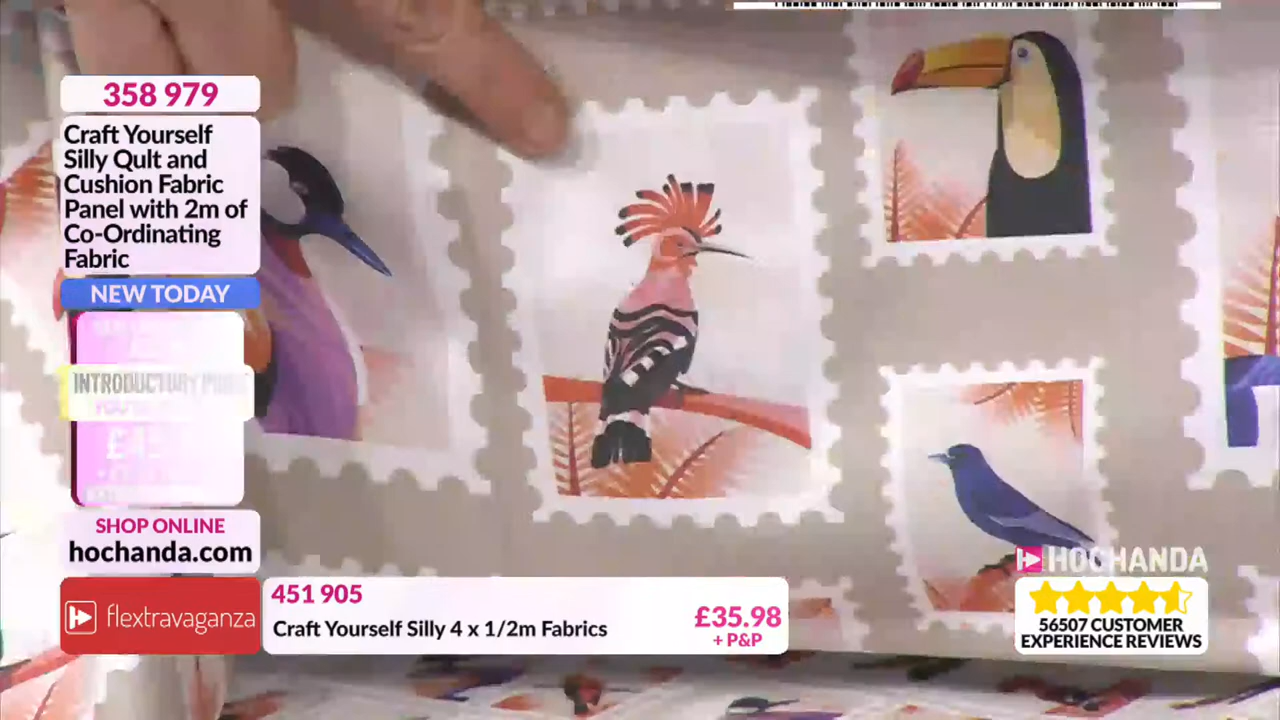 358 979
Craft Yourself
Silly Qult and
Cushion Fabric
Panel with 2m of
Co-Ordinating
Fabric
NEW TODAY
INTRODUCTORY
SHOP ONLINE
hochanda.com
flextravaganza
451 905
Craft Yourself Silly 4 x 1/2m Fabrics
£35.98
+ P&P
HOCHANDA
56507 CUSTOMER
EXPERIENCE REVIEWS